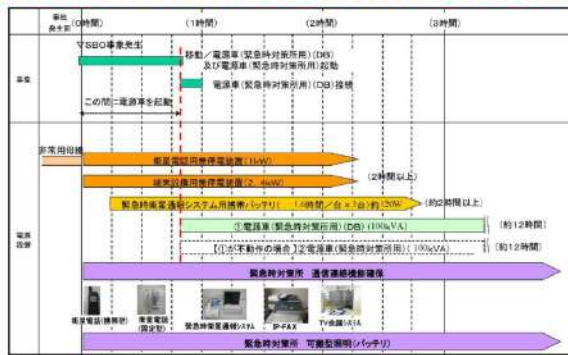 事象
発生前
(0時間)
(1時間)
(2時間)
(3時間)
▽SBO事象発生
移動／電源車(緊急時対策所用)(DB)
及び電源車(緊急時対策所用)起動
電源車(緊急時対策所用)(DB)接続
この間に電源車を起動
事象
非常用母線
衛星電話用無停電装置(1kW)
端末設備用無停電装置(2.4kW)
(2時間以上)
緊急時衛星通報システム用携帯バッテリ(1.6時間/台×3台)約120W
(約2時間以上)
①電源車(緊急時対策所用)(DB)(100kVA)
(約12時間)
【①が不動作の場合】②電源車(緊急時対策所用)(100kVA)
(約12時間)
電源
設備
緊急時対策所 通信連絡機能確保
衛星電話(携帯型)
衛星電話
(固定型)
緊急時衛星通報システム
IP-FAX
TV会議システム
緊急時対策所 可搬型照明(バッテリ)